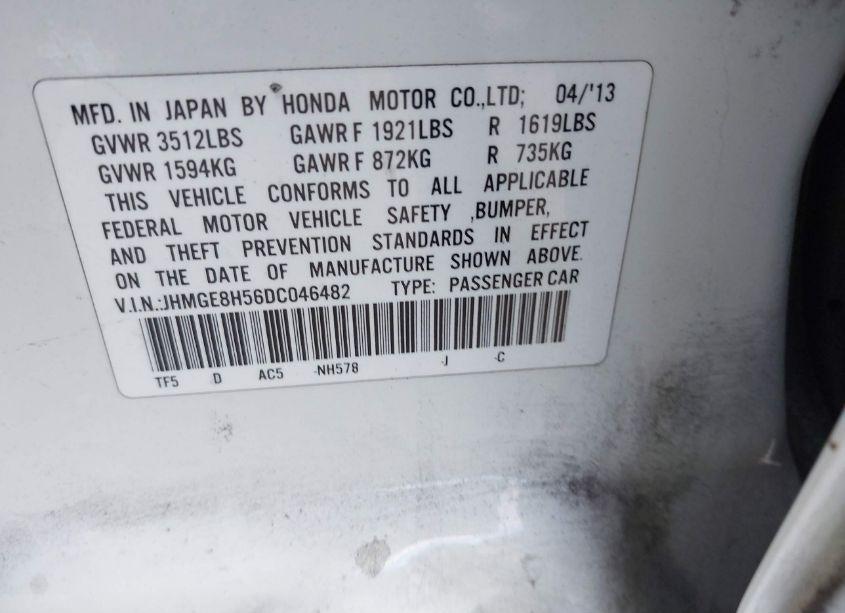 MFD. IN JAPAN BY HONDA MOTOR CO.,LTD; 04/'13
GVWR 3512LBS GAWR F 1921LBS R 1619LBS
GVWR 1594KG GAWR F 872KG R 735KG
THIS VEHICLE CONFORMS TO ALL APPLICABLE
FEDERAL MOTOR VEHICLE SAFETY ,BUMPER,
AND THEFT PREVENTION STANDARDS IN EFFECT
ON THE DATE OF MANUFACTURE SHOWN ABOVE.
V.I.N.:JHMGE8H56DC046482 TYPE: PASSENGER CAR
TF5 -D AC5 -NH578 -J -C